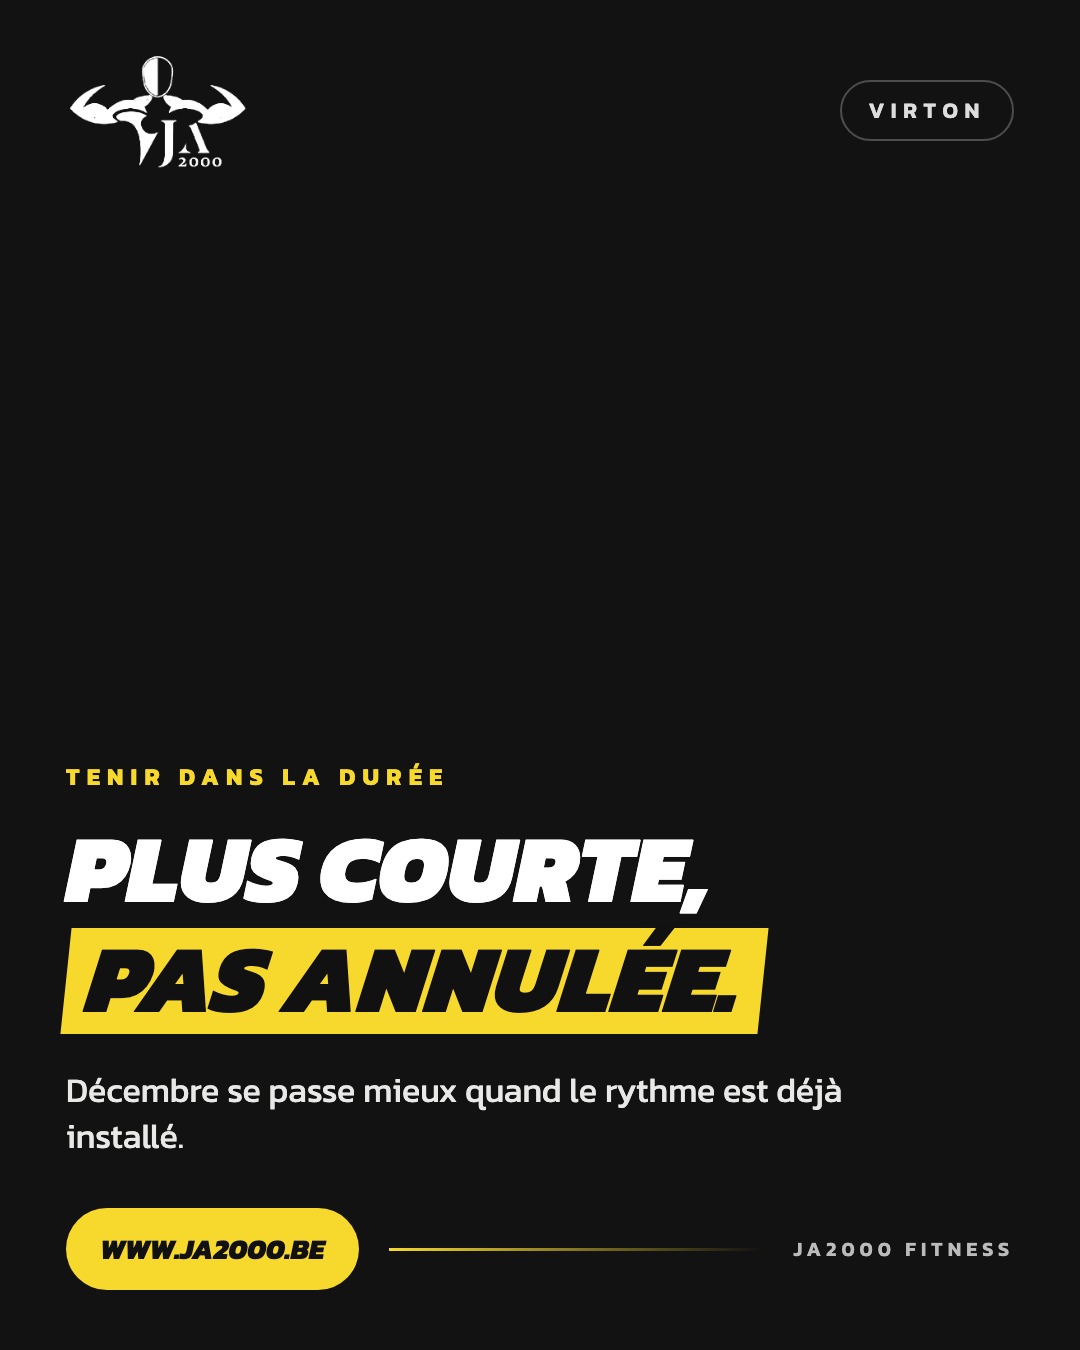 JA
2000
VIRTON
TENIR DANS LA DURÉE
PLUS COURTE,
PAS ANNULÉE.
Décembre se passe mieux quand le rythme est déjà
installé.
WWW.JA2000.BE
JA2000 FITNESS